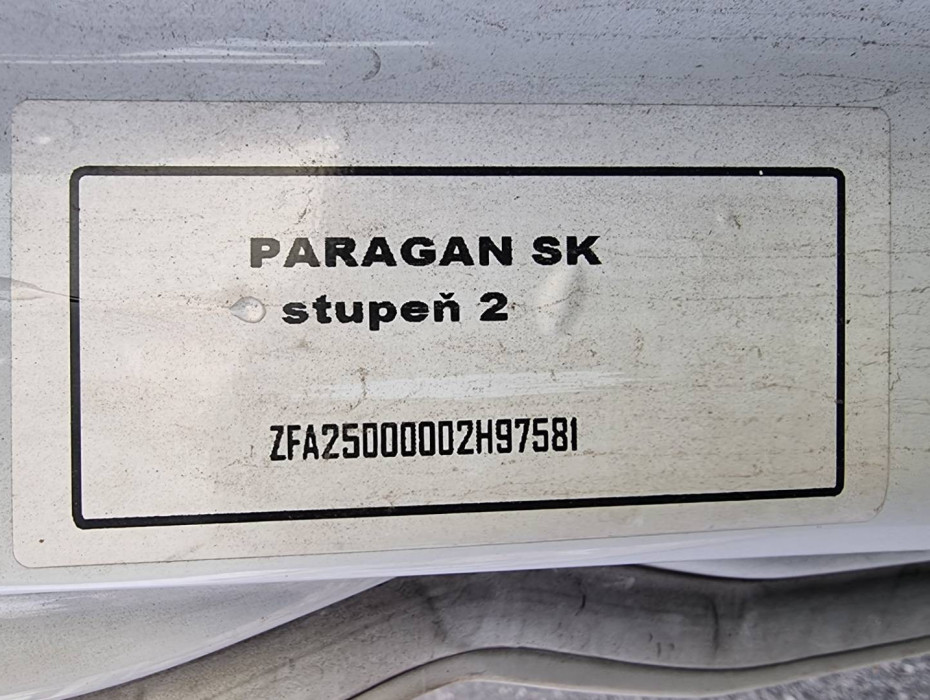 PARAGAN SK
stupeň 2
ZFA25000002H97581